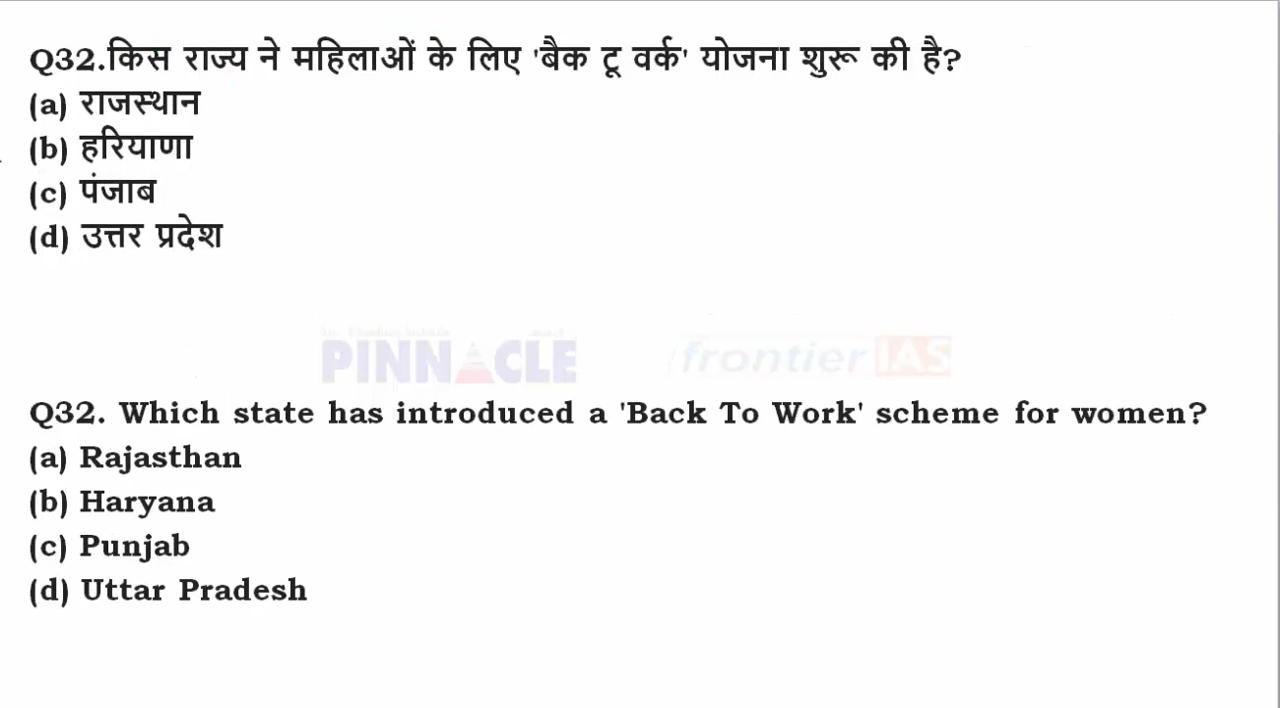 Q32.किस राज्य ने महिलाओं के लिए 'बैक टू वर्क' योजना शुरू की है?
(a) राजस्थान
(b) हरियाणा
(c) पंजाब
(d) उत्तर प्रदेश
PINNACLE frontier IAS
Q32. Which state has introduced a 'Back To Work' scheme for women?
(a) Rajasthan
(b) Haryana
(c) Punjab
(d) Uttar Pradesh